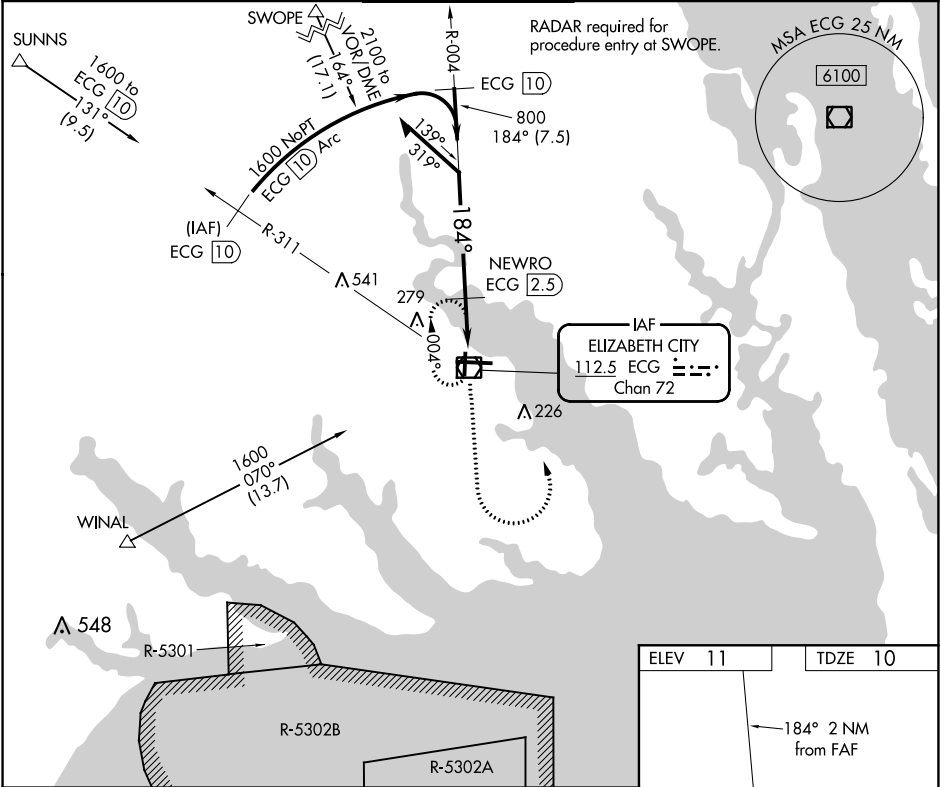 SUNNS
1600 to
ECG 10
131°
(9.5)
SWOPE
2100 to
VOR/DME
164°
(17.1)
R-004
RADAR required for
procedure entry at SWOPE.
MSA ECG 25 NM
6100
ECG 10
800
184° (7.5)
1600 NoPT
ECG 10 Arc
139°
319°
(IAF)
ECG 10
R-311
184°
541
NEWRO
ECG 2.5
279
004°
IAF
ELIZABETH CITY
112.5 ECG
Chan 72
226
1600
070°
(13.7)
WINAL
548
R-5301
R-5302B
R-5302A
ELEV 11
TDZE 10
184° 2 NM
from FAF